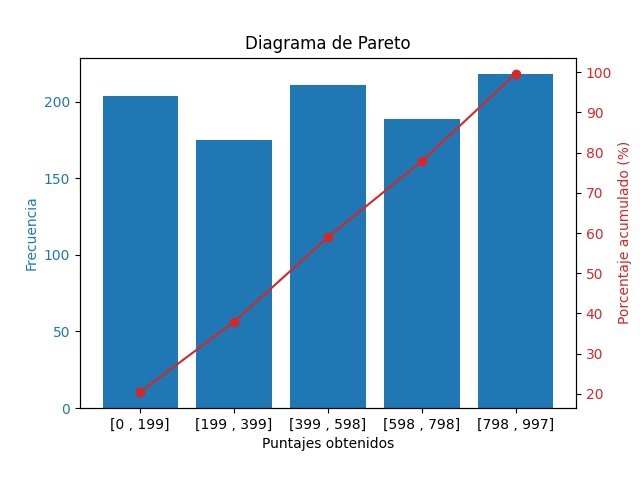 Diagrama de Pareto
Frecuencia
200
150
100
50
0
100
90
80
70
60
50
40
30
20
Porcentaje acumulado (%)
[0 , 199] [199 , 399] [399 , 598] [598 , 798] [798 , 997]
Puntajes obtenidos